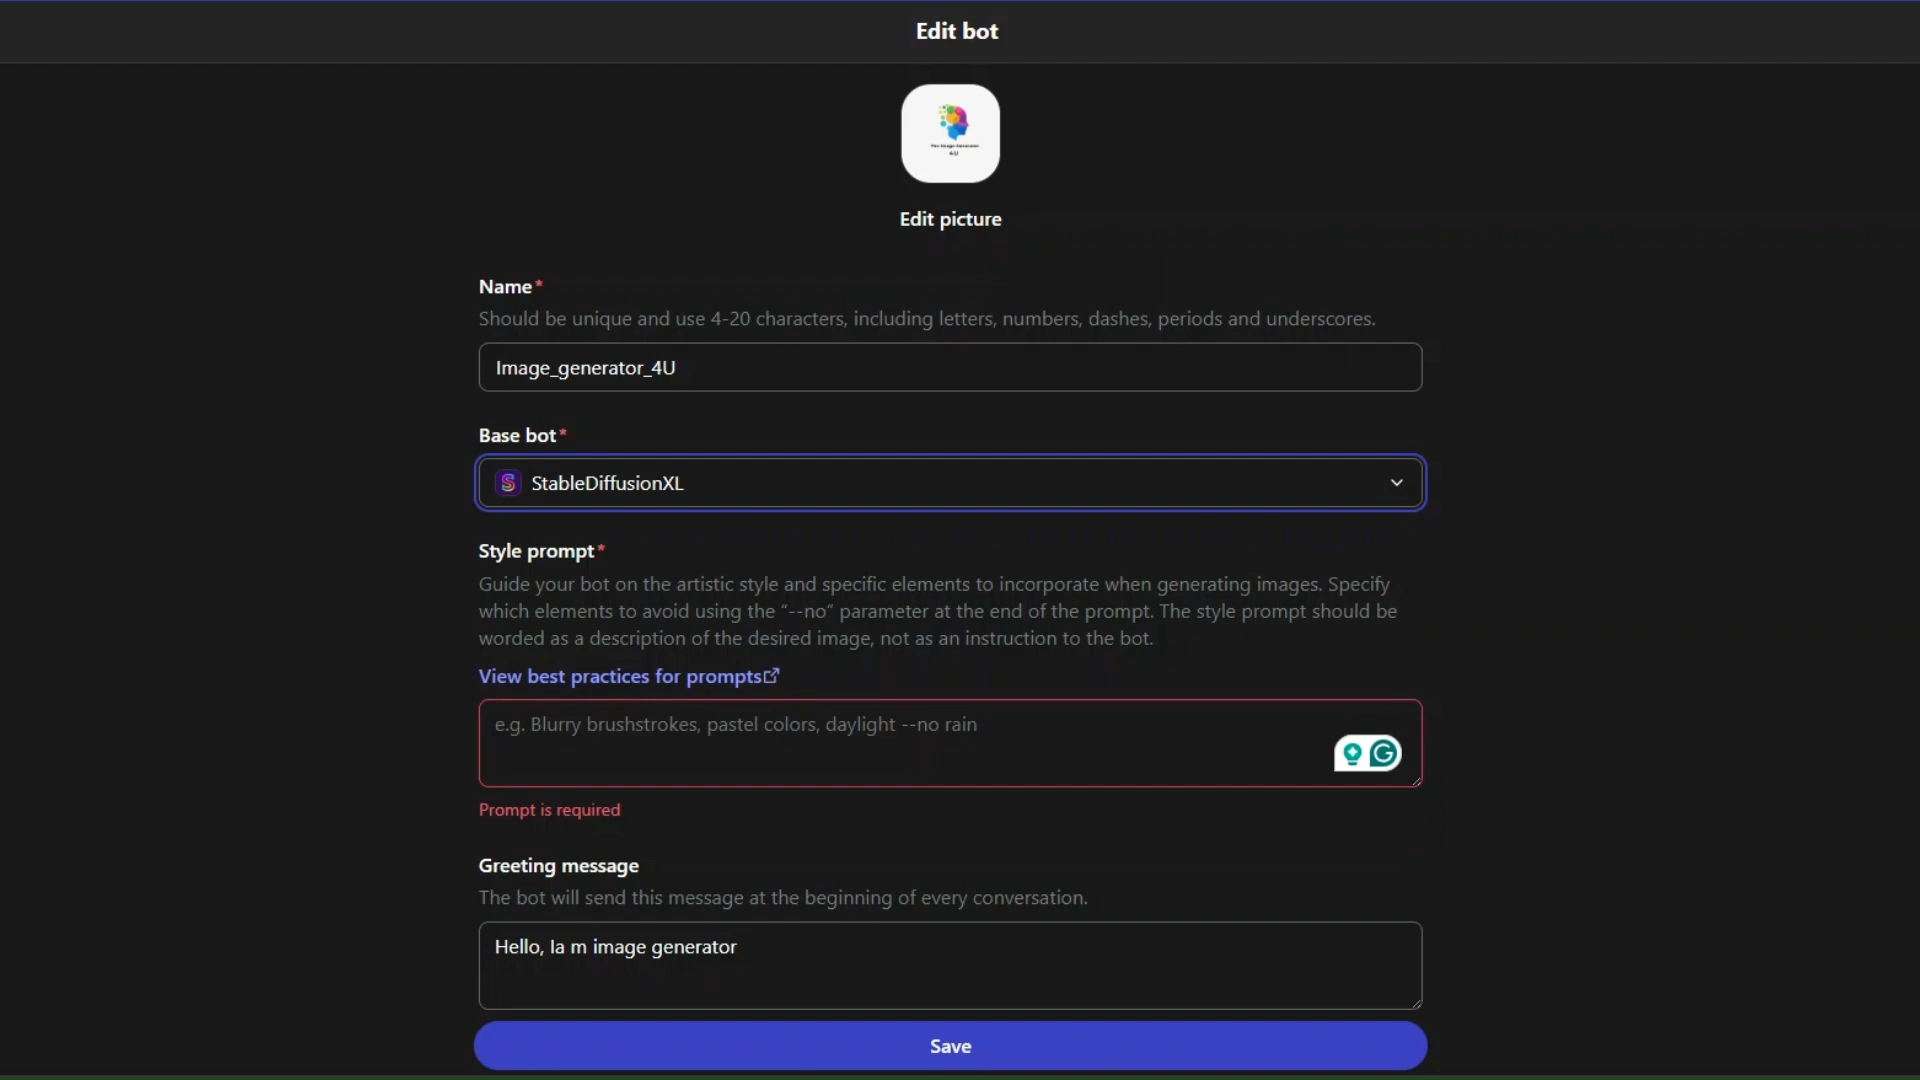 Edit bot
The Image Generator
4U
Edit picture
Name*
Should be unique and use 4-20 characters, including letters, numbers, dashes, periods and underscores.
Image_generator_4U
Base bot*
StableDiffusionXL
Style prompt*
Guide your bot on the artistic style and specific elements to incorporate when generating images. Specify
which elements to avoid using the “--no” parameter at the end of the prompt. The style prompt should be
worded as a description of the desired image, not as an instruction to the bot.
View best practices for prompts
e.g. Blurry brushstrokes, pastel colors, daylight --no rain
Prompt is required
Greeting message
The bot will send this message at the beginning of every conversation.
Hello, Ia m image generator
Save